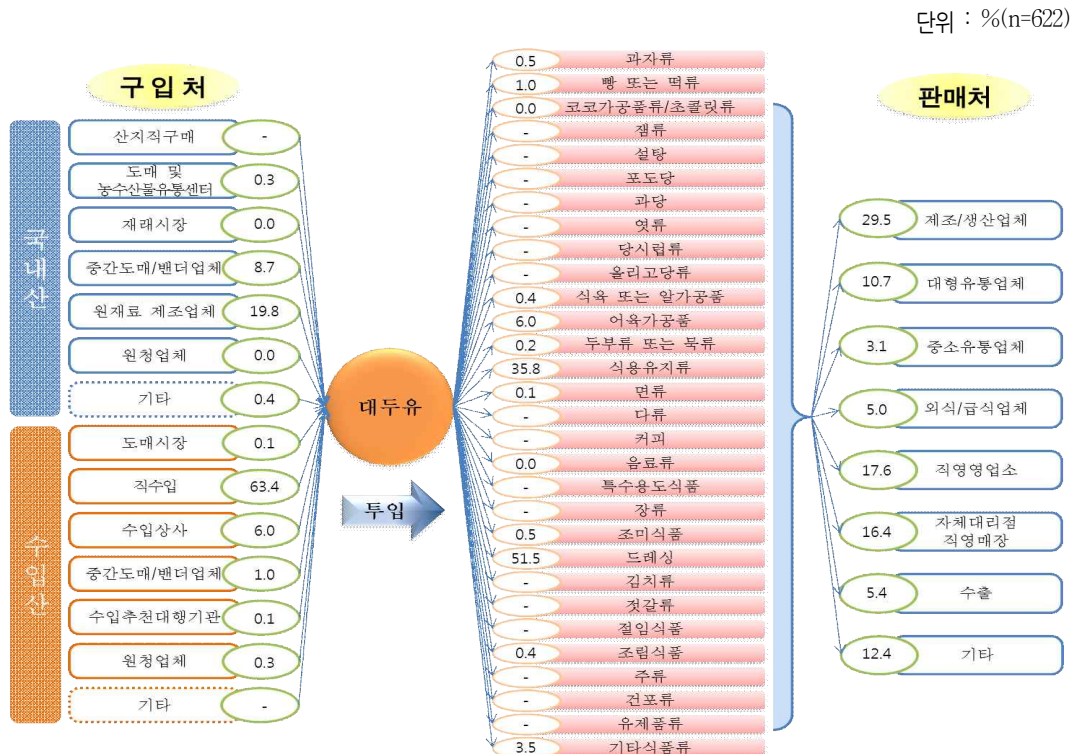 단위 : %(n=622)
구입처
국내산
산지직구매 -
도매 및
농수산물유통센터 0.3
재래시장 0.0
중간도매/밴더업체 8.7
원재료 제조업체 19.8
원청업체 0.0
기타 0.4
수입산
도매시장 0.1
직수입 63.4
수입상사 6.0
중간도매/밴더업체 1.0
수입추천대행기관 0.1
원청업체 0.3
기타 -
대두유
투입
0.5 과자류
1.0 빵 또는 떡류
0.0 코코가공품류/초콜릿류
- 잼류
- 설탕
- 포도당
- 과당
- 엿류
- 당시럽류
- 올리고당류
0.4 식육 또는 알가공품
6.0 어육가공품
0.2 두부류 또는 묵류
35.8 식용유지류
0.1 면류
- 다류
- 커피
0.0 음료류
- 특수용도식품
- 장류
0.5 조미식품
51.5 드레싱
- 김치류
- 젓갈류
- 절임식품
0.4 조림식품
- 주류
- 건포류
- 유제품류
3.5 기타식품류
판매처
29.5 제조/생산업체
10.7 대형유통업체
3.1 중소유통업체
5.0 외식/급식업체
17.6 직영영업소
16.4 자체대리점
직영매장
5.4 수출
12.4 기타